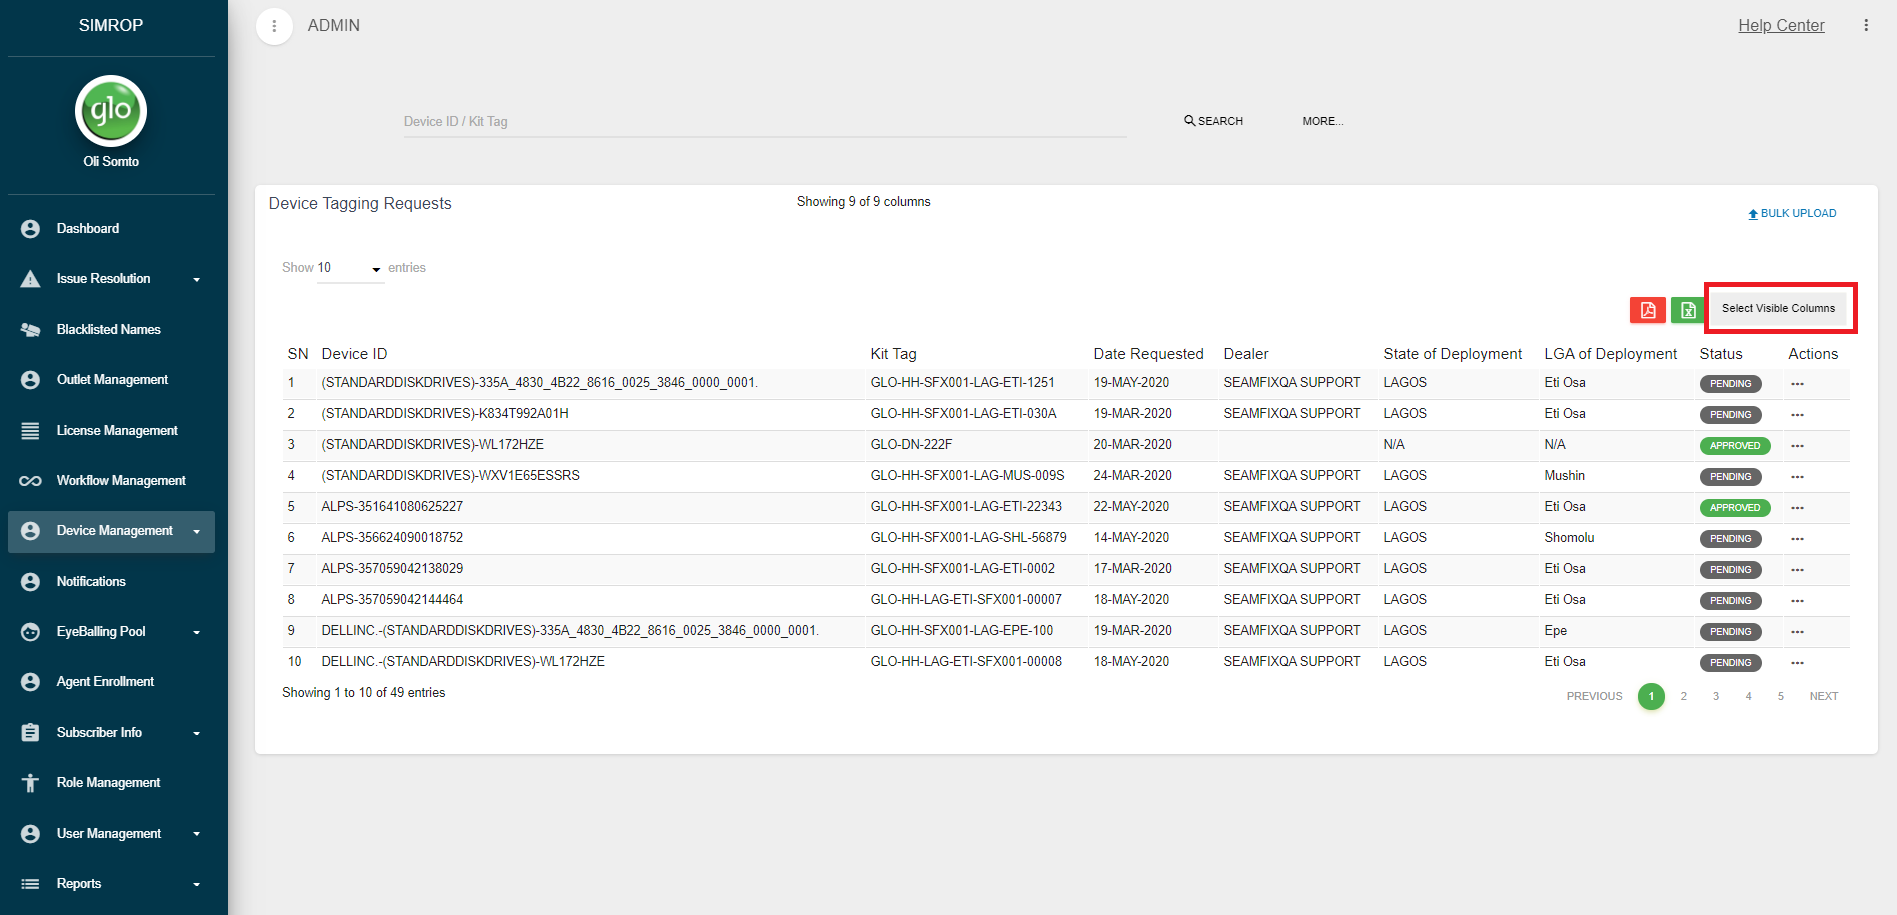 SIMROP
glo
Oli Somto
Dashboard
Issue Resolution
Blacklisted Names
Outlet Management
License Management
Workflow Management
Device Management
Notifications
EyeBalling Pool
Agent Enrollment
Subscriber Info
Role Management
User Management
Reports
ADMIN
Help Center
Device ID / Kit Tag
SEARCH
MORE...
Device Tagging Requests
Showing 9 of 9 columns
BULK UPLOAD
Show 10 entries
Select Visible Columns
SN Device ID Kit Tag Date Requested Dealer State of Deployment LGA of Deployment Status Actions
1 (STANDARDDISKDRIVES)-335A_4830_4B22_8616_0025_3846_0000_0001. GLO-HH-SFX001-LAG-ETI-1251 19-MAY-2020 SEAMFIXQA SUPPORT LAGOS Eti Osa PENDING
2 (STANDARDDISKDRIVES)-K834T992A01H GLO-HH-SFX001-LAG-ETI-030A 19-MAR-2020 SEAMFIXQA SUPPORT LAGOS Eti Osa PENDING
3 (STANDARDDISKDRIVES)-WL172HZE GLO-DN-222F 20-MAR-2020 N/A N/A APPROVED
4 (STANDARDDISKDRIVES)-WXV1E65ESSRS GLO-HH-SFX001-LAG-MUS-009S 24-MAR-2020 SEAMFIXQA SUPPORT LAGOS Mushin PENDING
5 ALPS-351641080625227 GLO-HH-SFX001-LAG-ETI-22343 22-MAY-2020 SEAMFIXQA SUPPORT LAGOS Eti Osa APPROVED
6 ALPS-356624090018752 GLO-HH-SFX001-LAG-SHL-56879 14-MAY-2020 SEAMFIXQA SUPPORT LAGOS Shomolu PENDING
7 ALPS-357059042138029 GLO-HH-SFX001-LAG-ETI-0002 17-MAR-2020 SEAMFIXQA SUPPORT LAGOS Eti Osa PENDING
8 ALPS-357059042144464 GLO-HH-LAG-ETI-SFX001-00007 18-MAY-2020 SEAMFIXQA SUPPORT LAGOS Eti Osa PENDING
9 DELLINC.-(STANDARDDISKDRIVES)-335A_4830_4B22_8616_0025_3846_0000_0001. GLO-HH-SFX001-LAG-EPE-100 19-MAR-2020 SEAMFIXQA SUPPORT LAGOS Epe PENDING
10 DELLINC.-(STANDARDDISKDRIVES)-WL172HZE GLO-HH-LAG-ETI-SFX001-00008 18-MAY-2020 SEAMFIXQA SUPPORT LAGOS Eti Osa PENDING
Showing 1 to 10 of 49 entries
PREVIOUS 1 2 3 4 5 NEXT